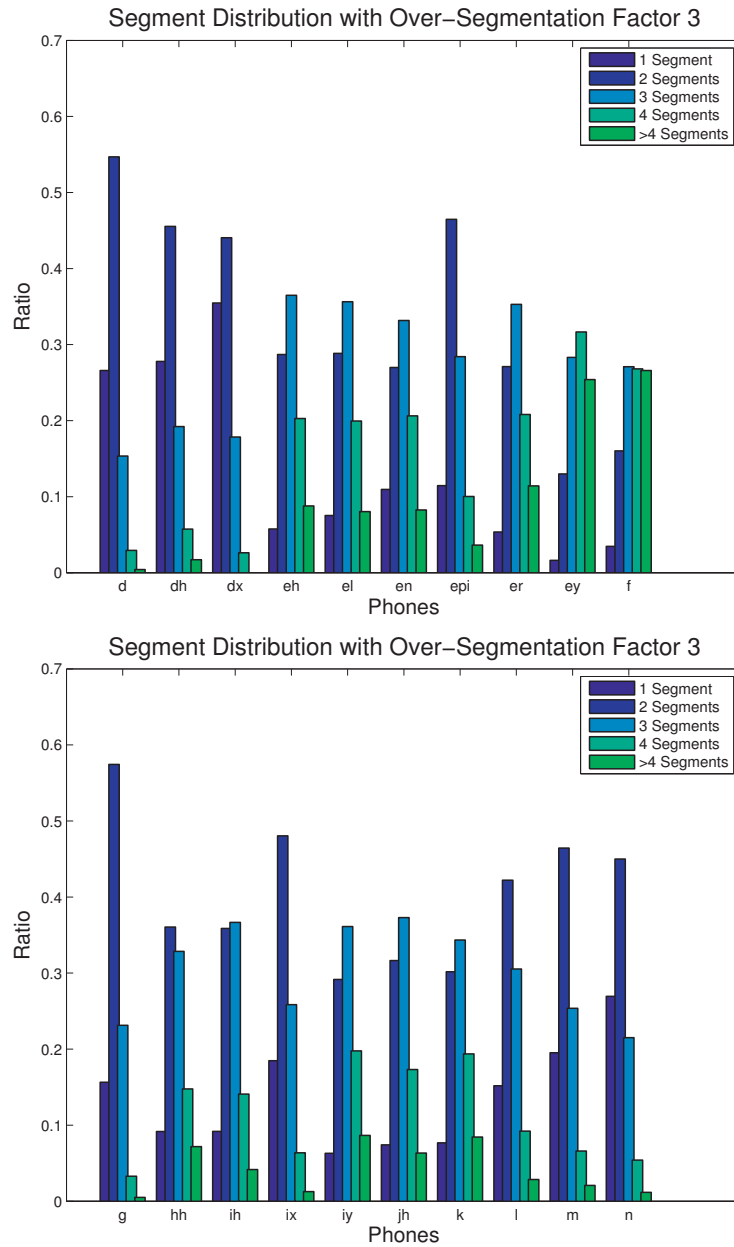 Segment Distribution with Over−Segmentation Factor 3
0.7
0.6
0.5
0.4
0.3
0.2
0.1
0
Ratio
1 Segment
2 Segments
3 Segments
4 Segments
>4 Segments
d dh dx eh el en epi er ey f
Phones
Segment Distribution with Over−Segmentation Factor 3
0.7
0.6
0.5
0.4
0.3
0.2
0.1
0
Ratio
1 Segment
2 Segments
3 Segments
4 Segments
>4 Segments
g hh ih ix iy jh k l m n
Phones